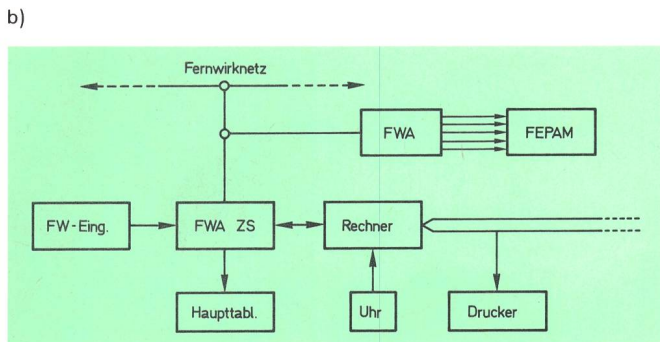 b)
Fernwirknetz
FWA
FEPAM
FW-Eing.
FWA ZS
Rechner
Haupttabl.
Uhr
Drucker